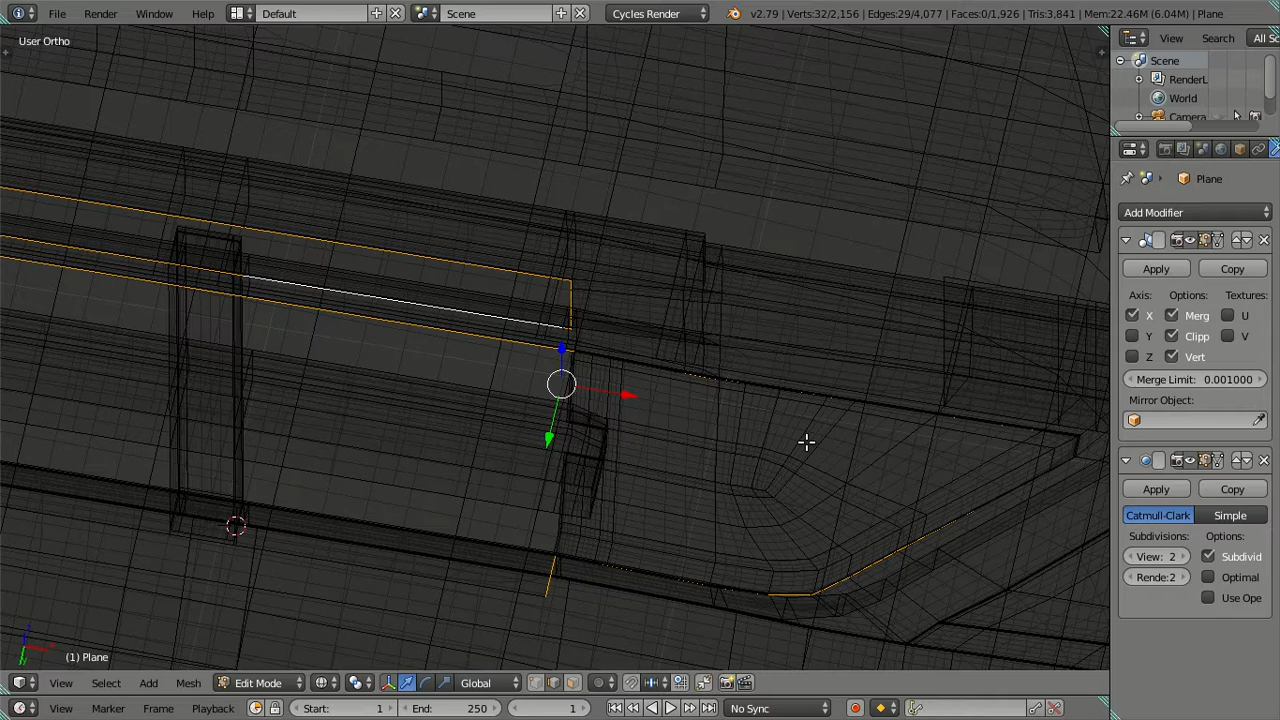 File Render Window Help Default Scene Cycles Render v2.79 | Verts:32/2,156 | Edges:29/4,077 | Faces:0/1,926 | Tris:3,841 | Mem:22.46M (6.04M) | Plane
User Ortho
View Search All Sc
Scene
RenderL
World
Camera
Plane
Add Modifier
Apply Copy
Axis: Options: Textures:
X Merg U
Y Clipp V
Z Vert
Merge Limit: 0.001000
Mirror Object:
Apply Copy
Catmull-Clark Simple
Subdivisions: Options:
View: 2 Subdivid
Rende:2 Optimal
Use Ope
(1) Plane
View Select Add Mesh Edit Mode Global
View Marker Frame Playback Start: 1 End: 250 1 No Sync